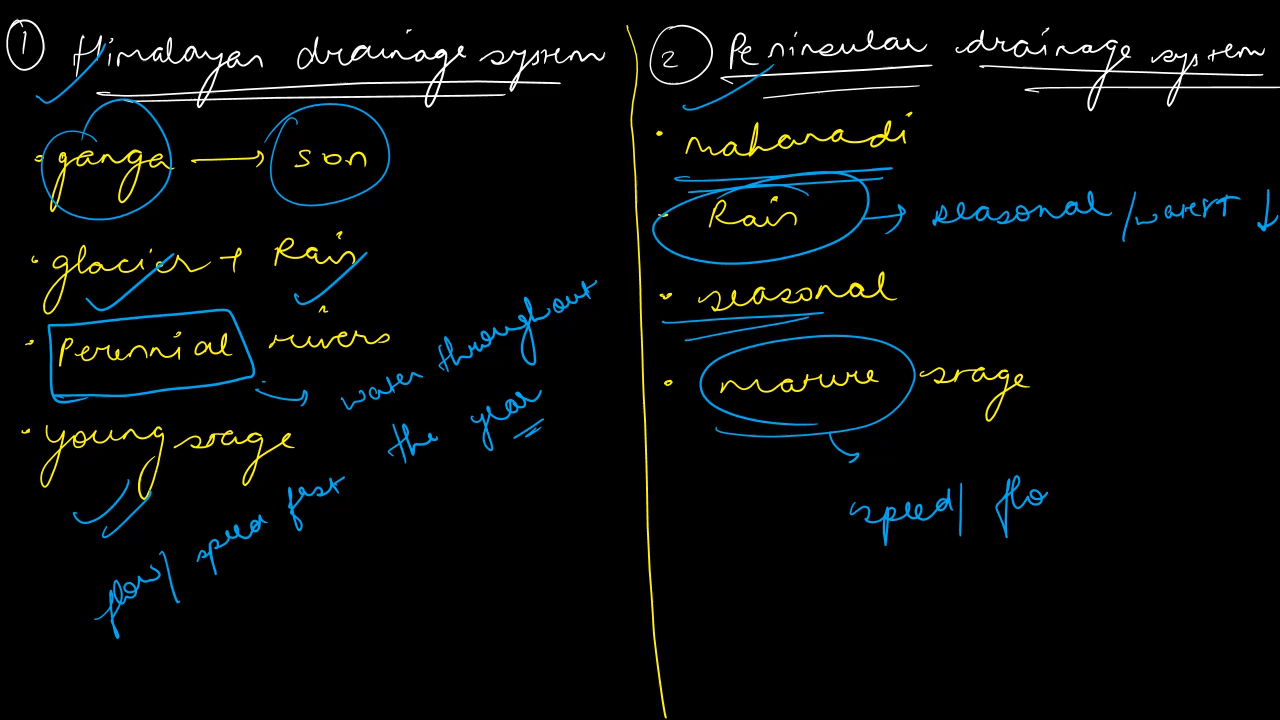 1 Himalayan drainage system
• ganga → son
• glacier + Rain
• Perennial rivers
→ water throughout
the year
• young stage
flow/ speed fast
2 Peninsular drainage system
• mahanadi
• Rain → seasonal / water ↓
• seasonal
• mature stage
speed/ flo